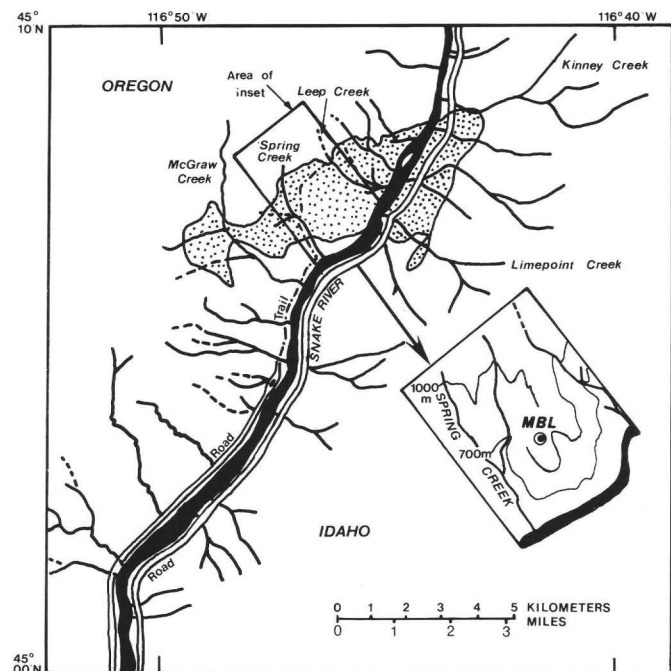 45°
10'N
116°50'W
116°40'W
OREGON
Area of
inset
Leep Creek
Kinney Creek
Spring
Creek
McGraw
Creek
Limepoint Creek
Trail
SNAKE RIVER
1000
m
SPRING
CREEK
MBL
700m
Road
IDAHO
Road
0 1 2 3 4 5 KILOMETERS
0 1 2 3 MILES
45°
00'N